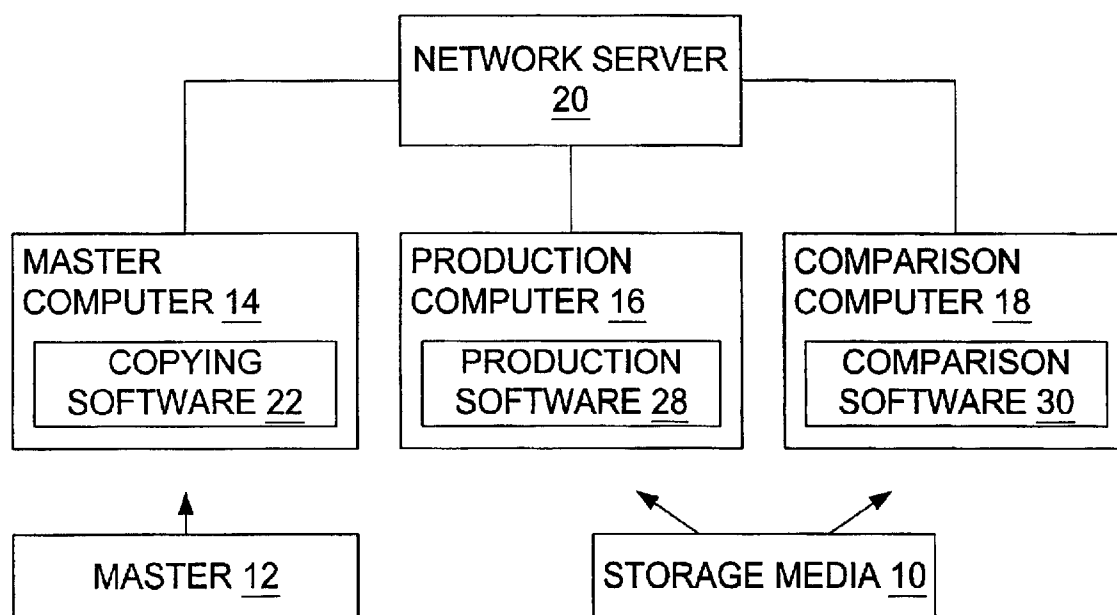 NETWORK SERVER
20
MASTER
COMPUTER 14
COPYING
SOFTWARE 22
PRODUCTION
COMPUTER 16
PRODUCTION
SOFTWARE 28
COMPARISON
COMPUTER 18
COMPARISON
SOFTWARE 30
MASTER 12
STORAGE MEDIA 10